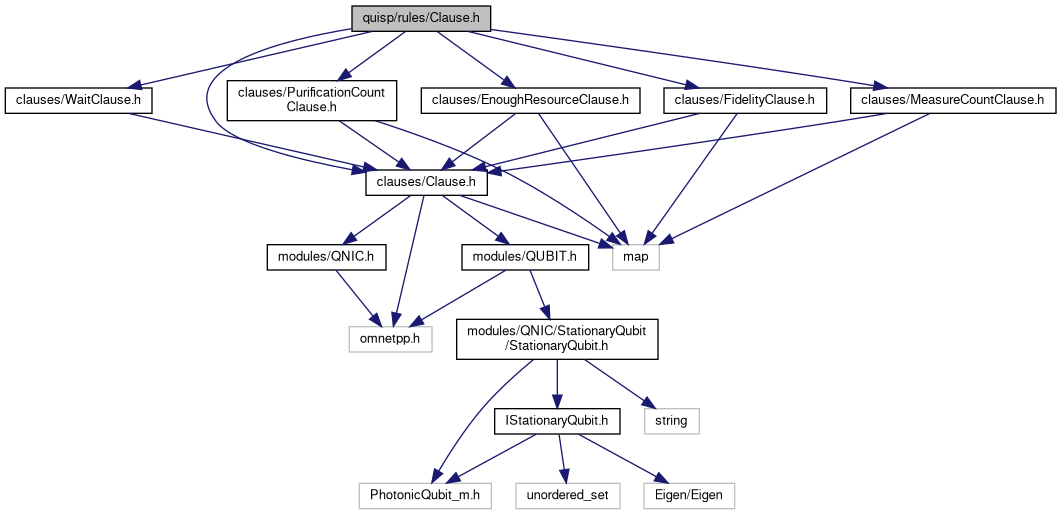 quisp/rules/Clause.h
clauses/WaitClause.h
clauses/PurificationCount
Clause.h
clauses/EnoughResourceClause.h
clauses/FidelityClause.h
clauses/MeasureCountClause.h
clauses/Clause.h
modules/QNIC.h
modules/QUBIT.h
map
omnetpp.h
modules/QNIC/StationaryQubit
/StationaryQubit.h
IStationaryQubit.h
string
PhotonicQubit_m.h
unordered_set
Eigen/Eigen